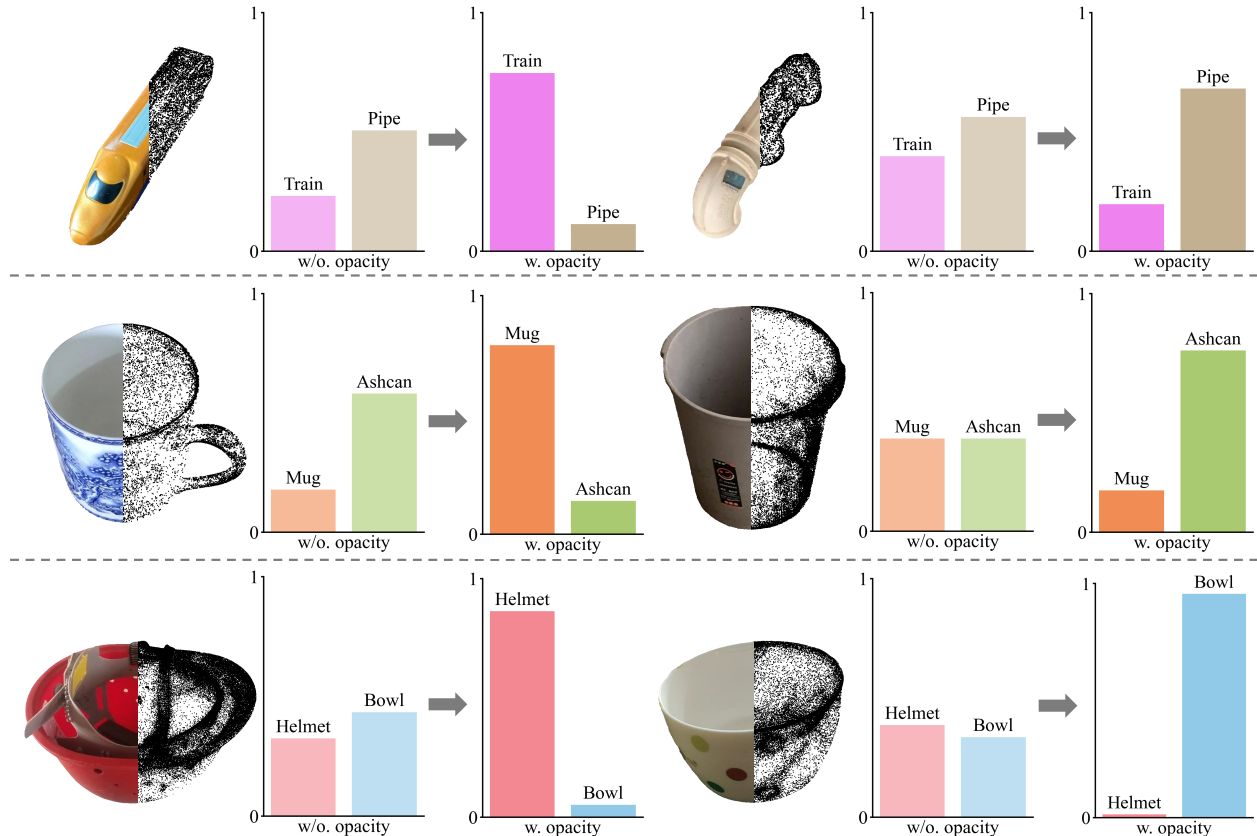 1
Pipe
Train
0
w/o. opacity
1
Train
Pipe
0
w. opacity
1
Pipe
Train
0
w/o. opacity
1
Pipe
Train
0
w. opacity
1
Ashcan
Mug
0
w/o. opacity
1
Mug
Ashcan
0
w. opacity
1
Mug Ashcan
0
w/o. opacity
1
Ashcan
Mug
0
w. opacity
1
Bowl
Helmet
0
w/o. opacity
1
Helmet
Bowl
0
w. opacity
1
Helmet
Bowl
0
w/o. opacity
1
Bowl
Helmet
0
w. opacity